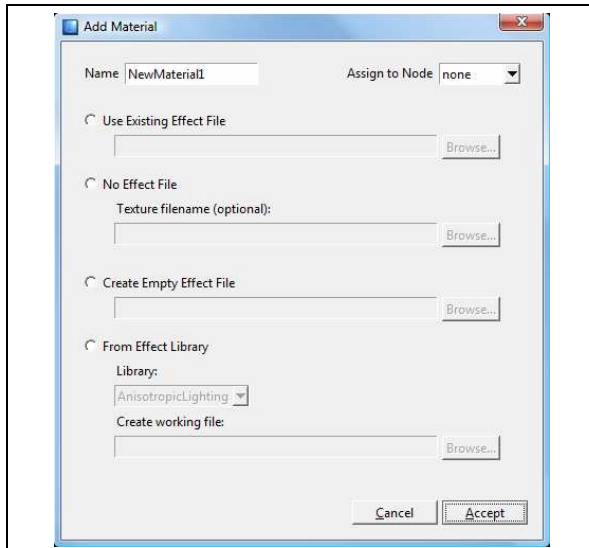 Add Material
Name NewMaterial1 Assign to Node none
Use Existing Effect File
Browse...
No Effect File
Texture filename (optional):
Browse...
Create Empty Effect File
Browse...
From Effect Library
Library:
AnisotropicLighting
Create working file:
Browse...
Cancel Accept